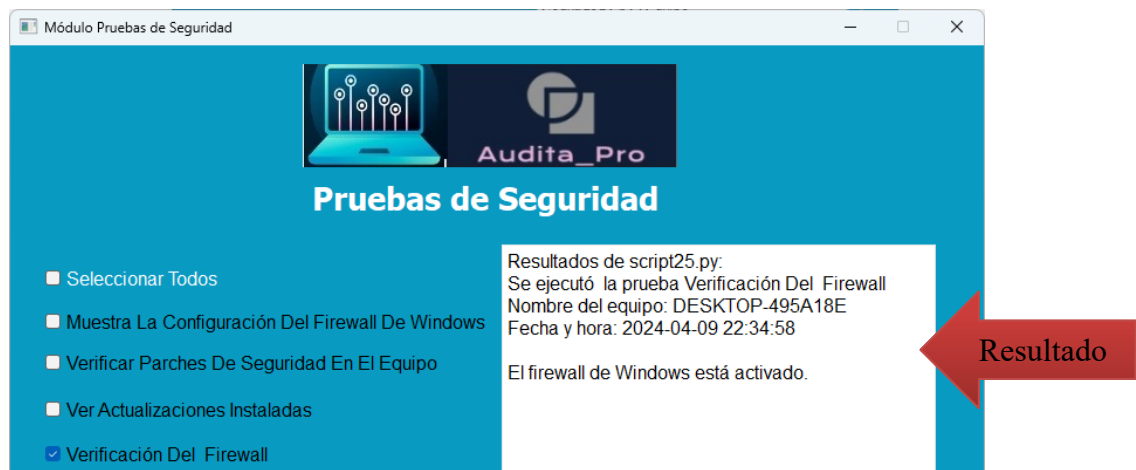 Módulo Pruebas de Seguridad
Audita_Pro
Pruebas de Seguridad
Seleccionar Todos
Muestra La Configuración Del Firewall De Windows
Verificar Parches De Seguridad En El Equipo
Ver Actualizaciones Instaladas
Verificación Del Firewall
Resultados de script25.py:
Se ejecutó la prueba Verificación Del Firewall
Nombre del equipo: DESKTOP-495A18E
Fecha y hora: 2024-04-09 22:34:58
El firewall de Windows está activado.
Resultado